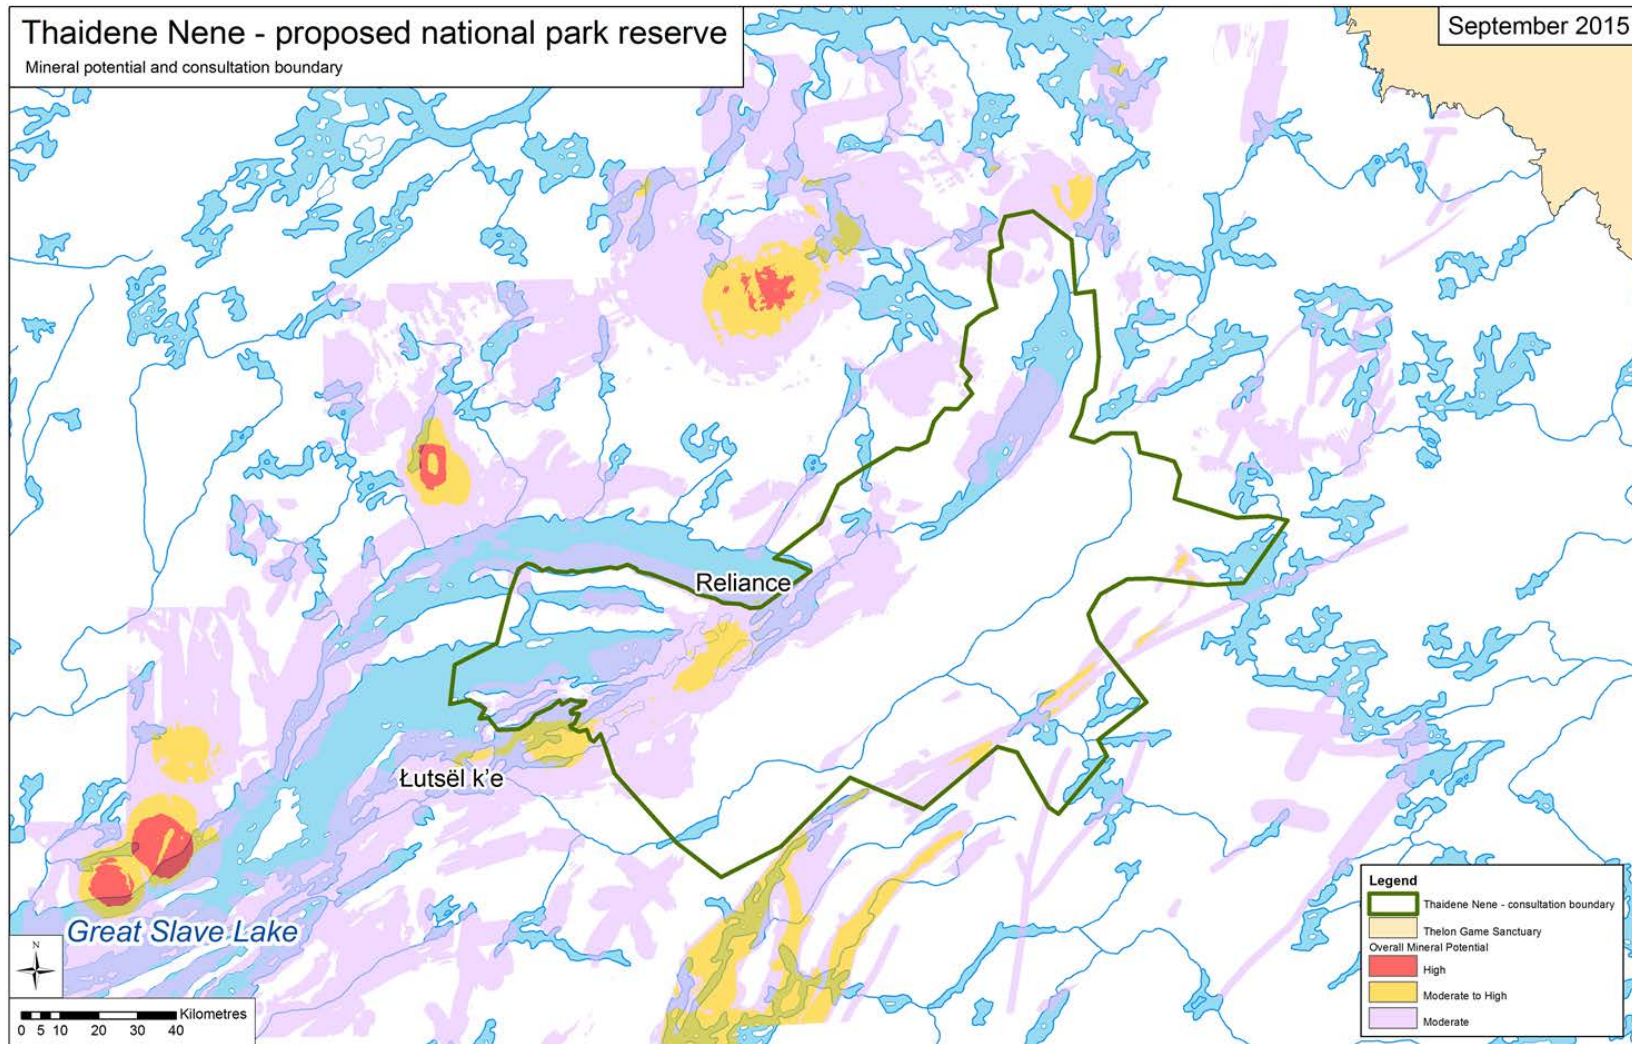 Thaidene Nene - proposed national park reserve
Mineral potential and consultation boundary
September 2015
Reliance
Łutsël k'e
Great Slave Lake
N
0 5 10 20 30 40 Kilometres
Legend
Thaidene Nene - consultation boundary
Thelon Game Sanctuary
Overall Mineral Potential
High
Moderate to High
Moderate